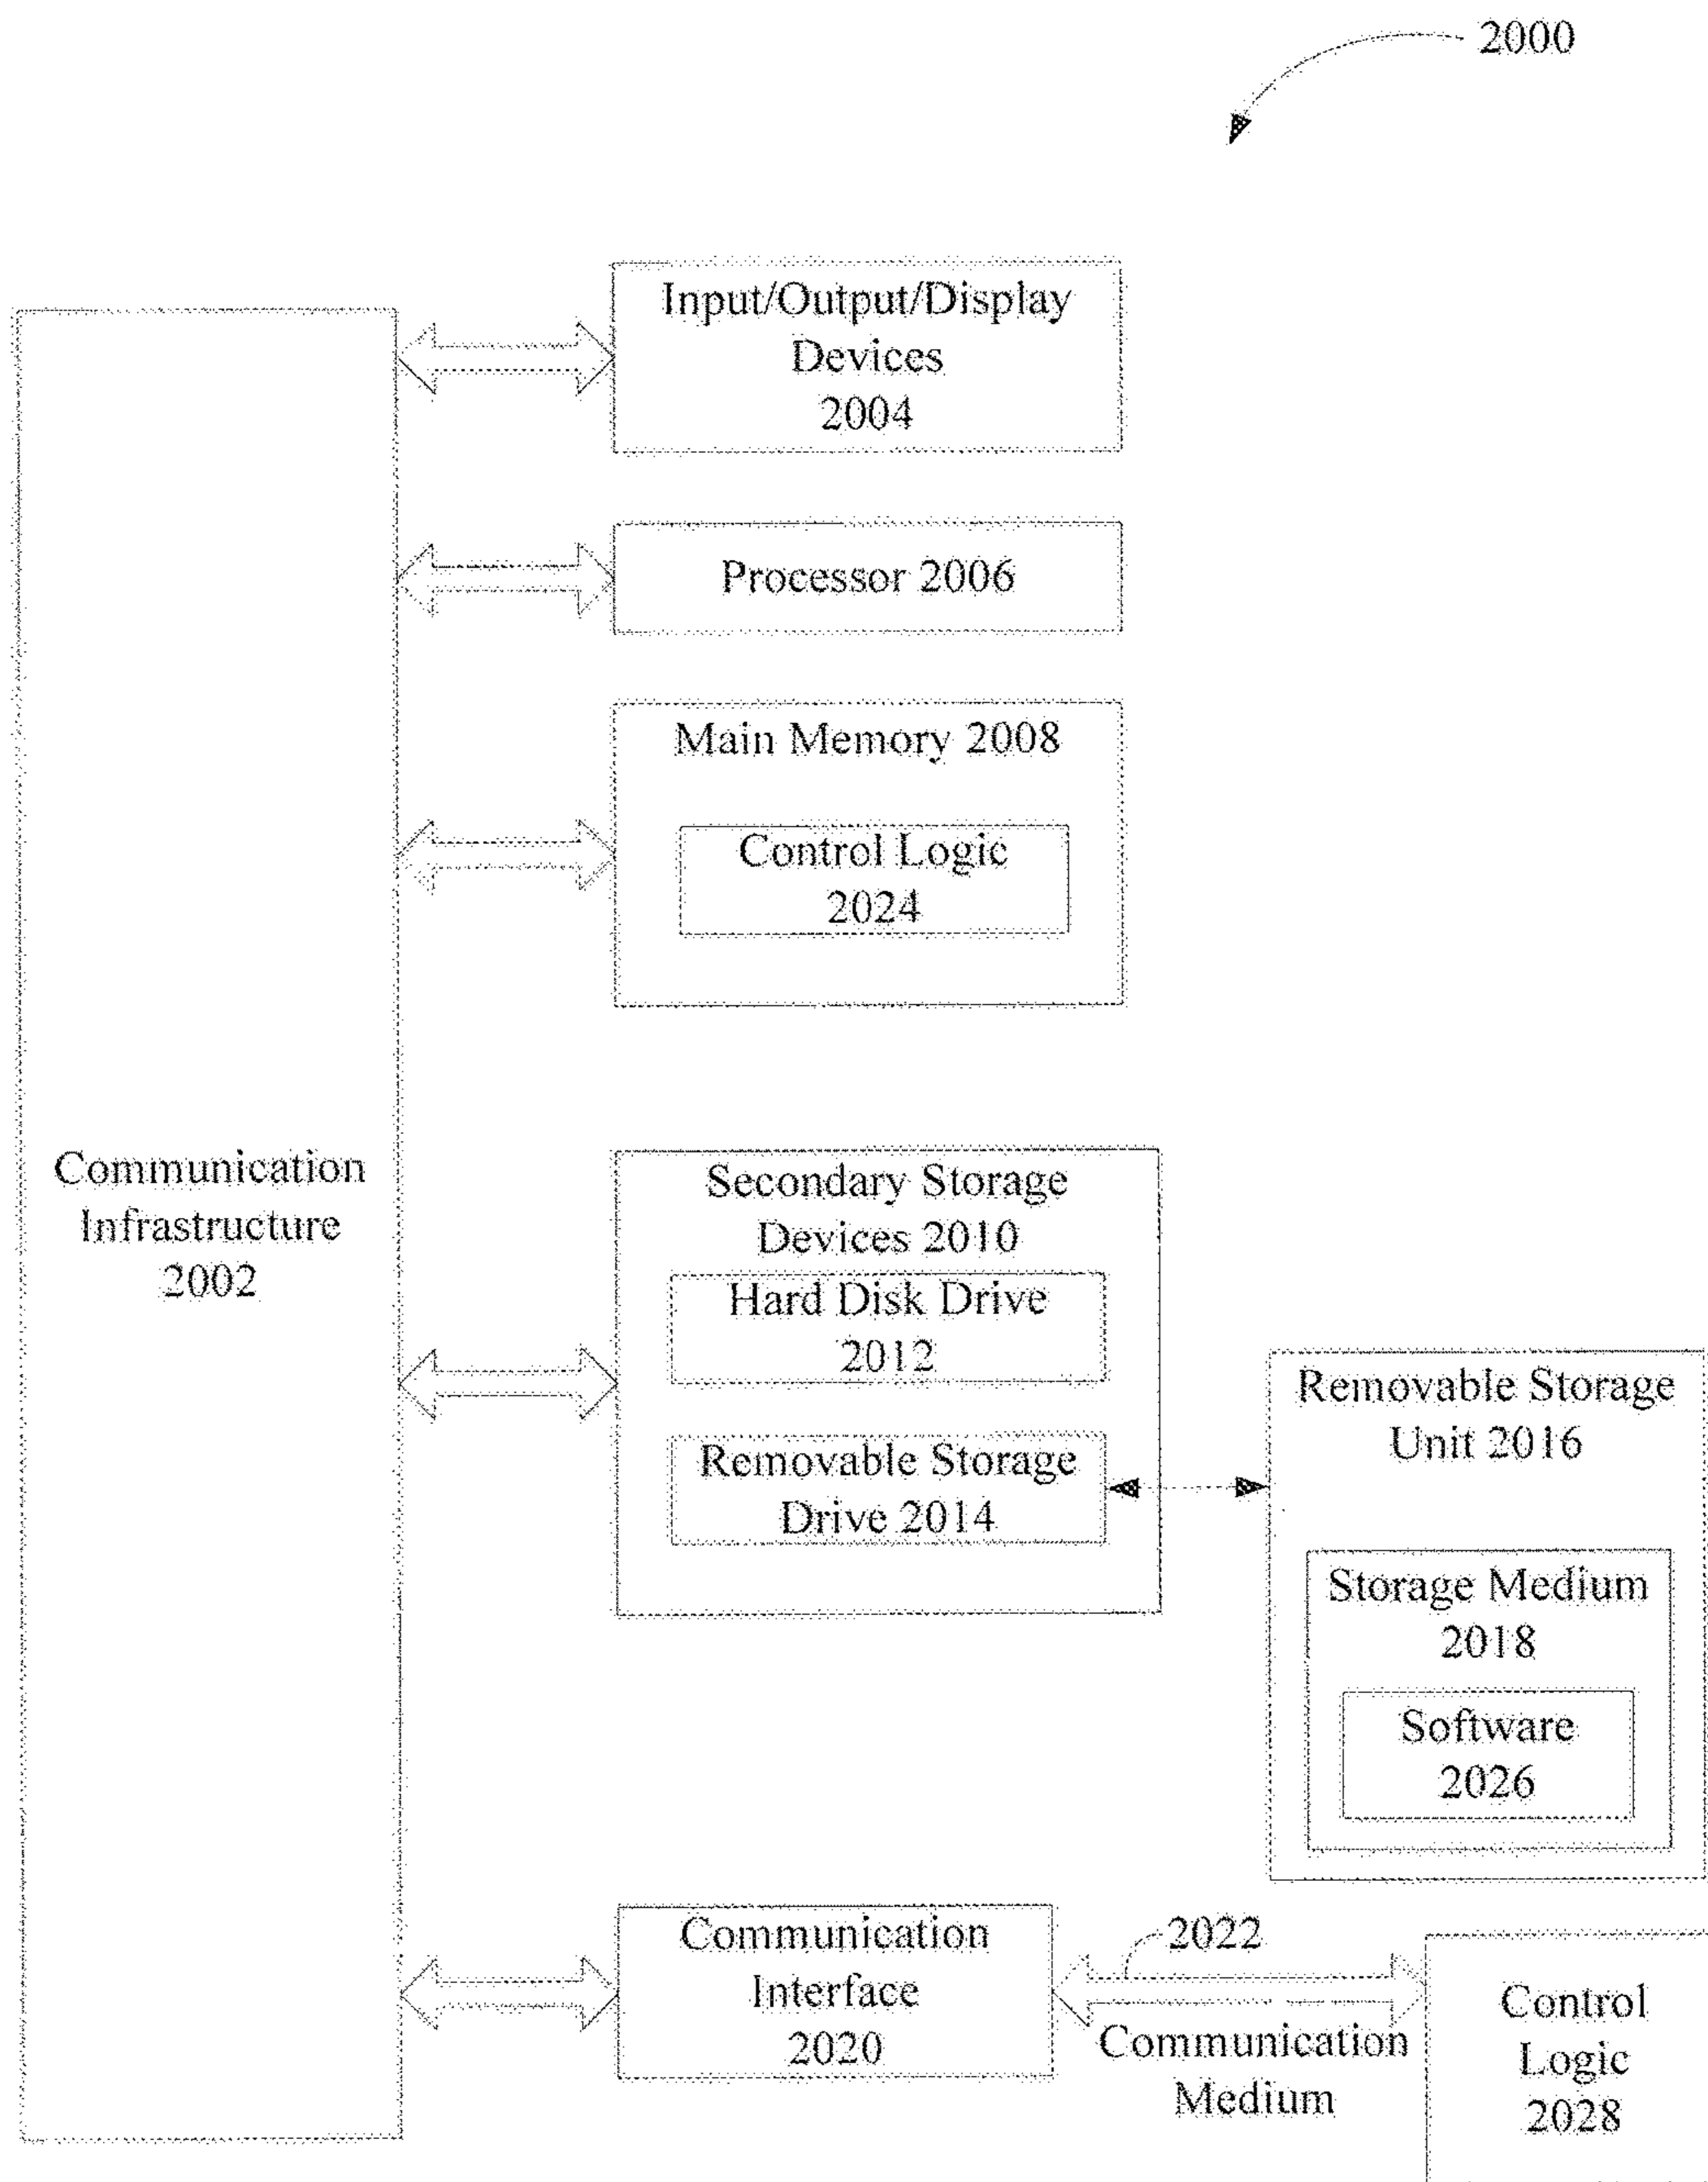 2000
Input/Output/Display
Devices
2004
Processor 2006
Main Memory 2008
Control Logic
2024
Communication
Infrastructure
2002
Secondary Storage
Devices 2010
Hard Disk Drive
2012
Removable Storage
Drive 2014
Removable Storage
Unit 2016
Storage Medium
2018
Software
2026
Communication
Interface
2020
2022
Communication
Medium
Control
Logic
2028